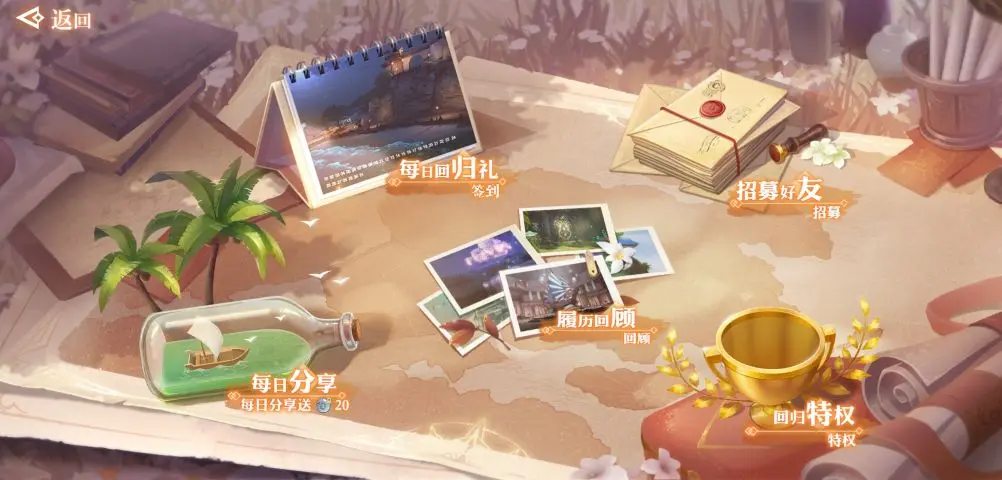 返回
每日回归礼
签到
招募好友
招募
履历回顾
回顾
每日分享
每日分享送 20
回归特权
特权